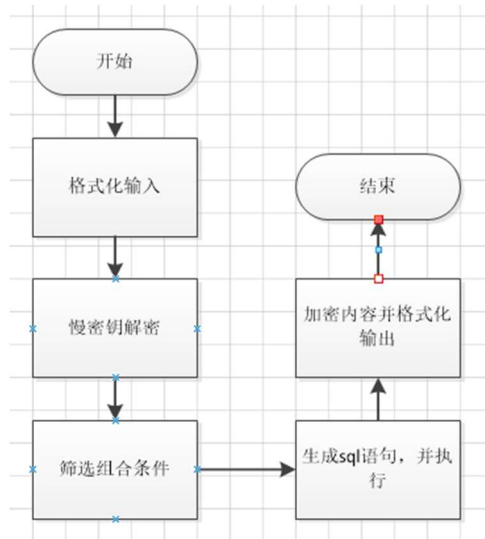 开始
格式化输入
慢密钥解密
筛选组合条件
结束
加密内容并格式化
输出
生成sql语句，并执
行